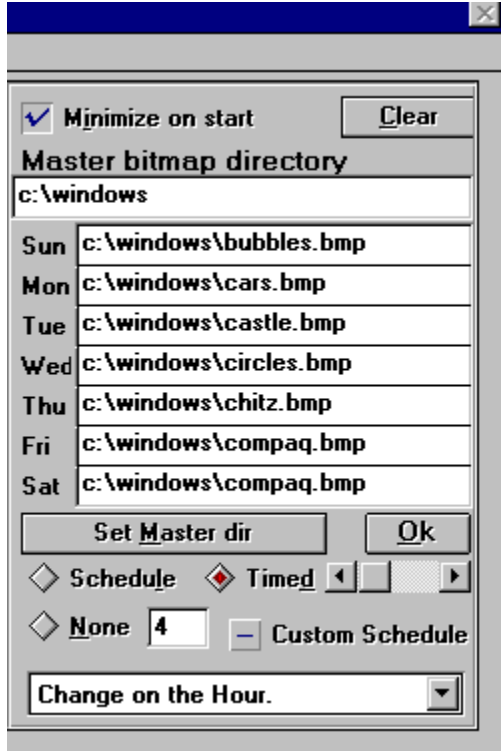 Minimize on start Clear
Master bitmap directory
c:\windows
Sun c:\windows\bubbles.bmp
Mon c:\windows\cars.bmp
Tue c:\windows\castle.bmp
Wed c:\windows\circles.bmp
Thu c:\windows\chitz.bmp
Fri c:\windows\compaq.bmp
Sat c:\windows\compaq.bmp
Set Master dir Ok
Schedule Timed
None 4 Custom Schedule
Change on the Hour.